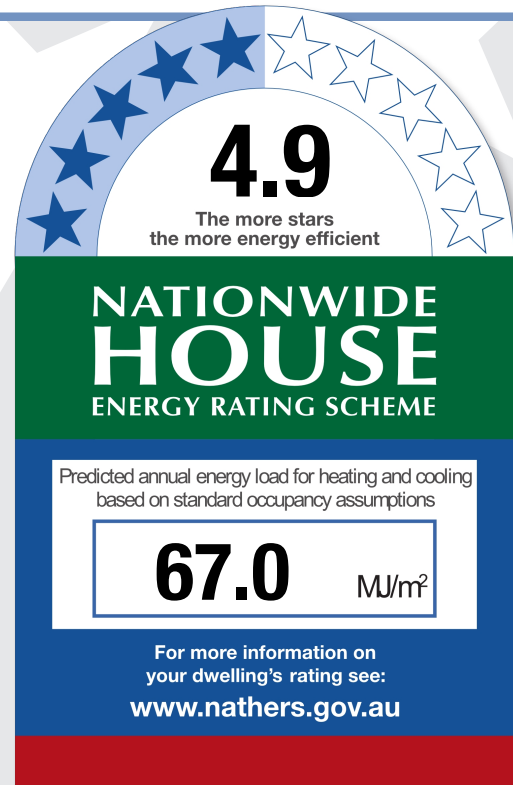 4.9
The more stars
the more energy efficient
NATIONWIDE
HOUSE
ENERGY RATING SCHEME
Predicted annual energy load for heating and cooling
based on standard occupancy assumptions
67.0 MJ/m²
For more information on
your dwelling's rating see:
www.nathers.gov.au